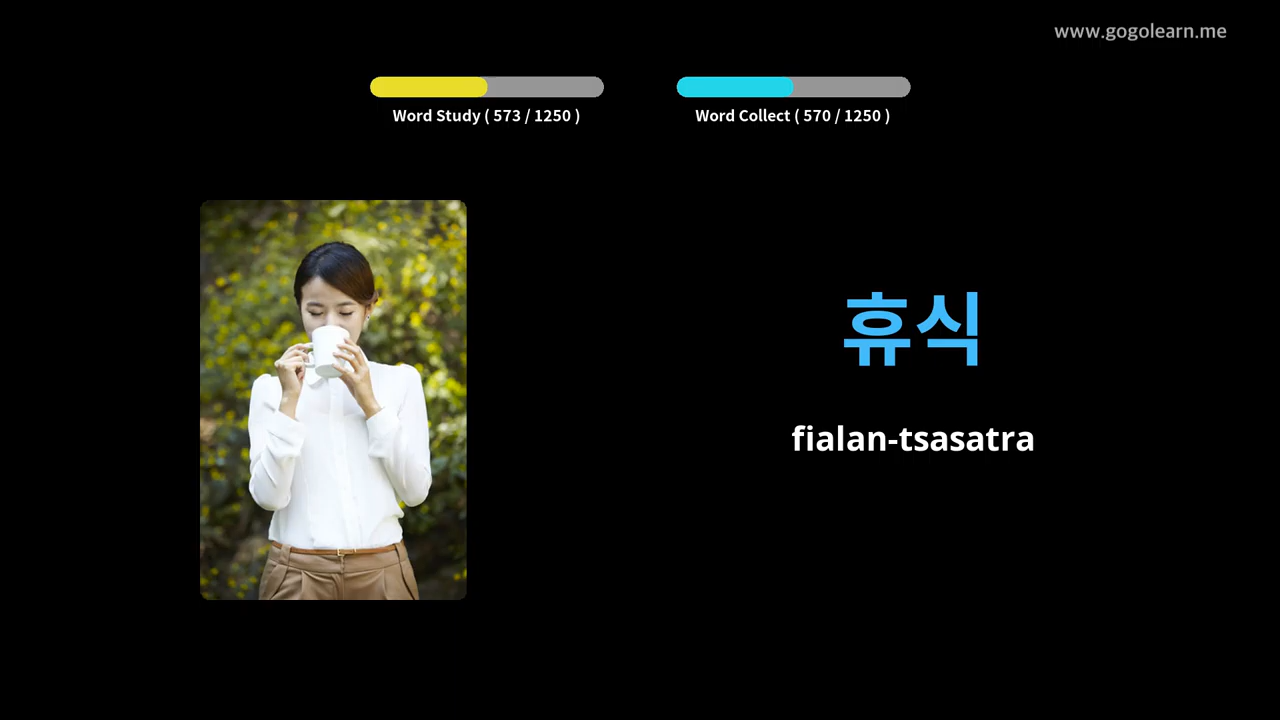 www.gogolearn.me
Word Study ( 573 / 1250 )
Word Collect ( 570 / 1250 )
휴식
fialan-tsasatra